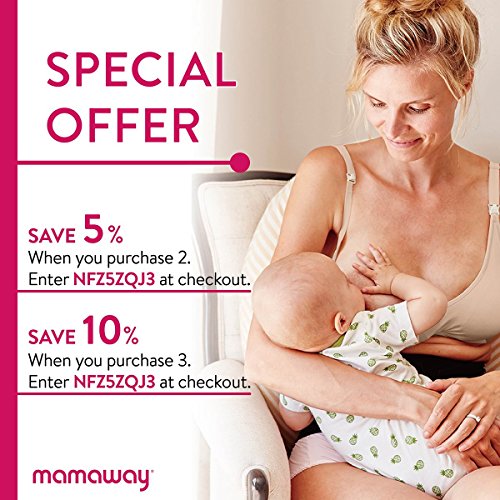 SPECIAL
OFFER
SAVE 5%
When you purchase 2.
Enter NFZ5ZQJ3 at checkout.
SAVE 10%
When you purchase 3.
Enter NFZ5ZQJ3 at checkout.
mamaway®